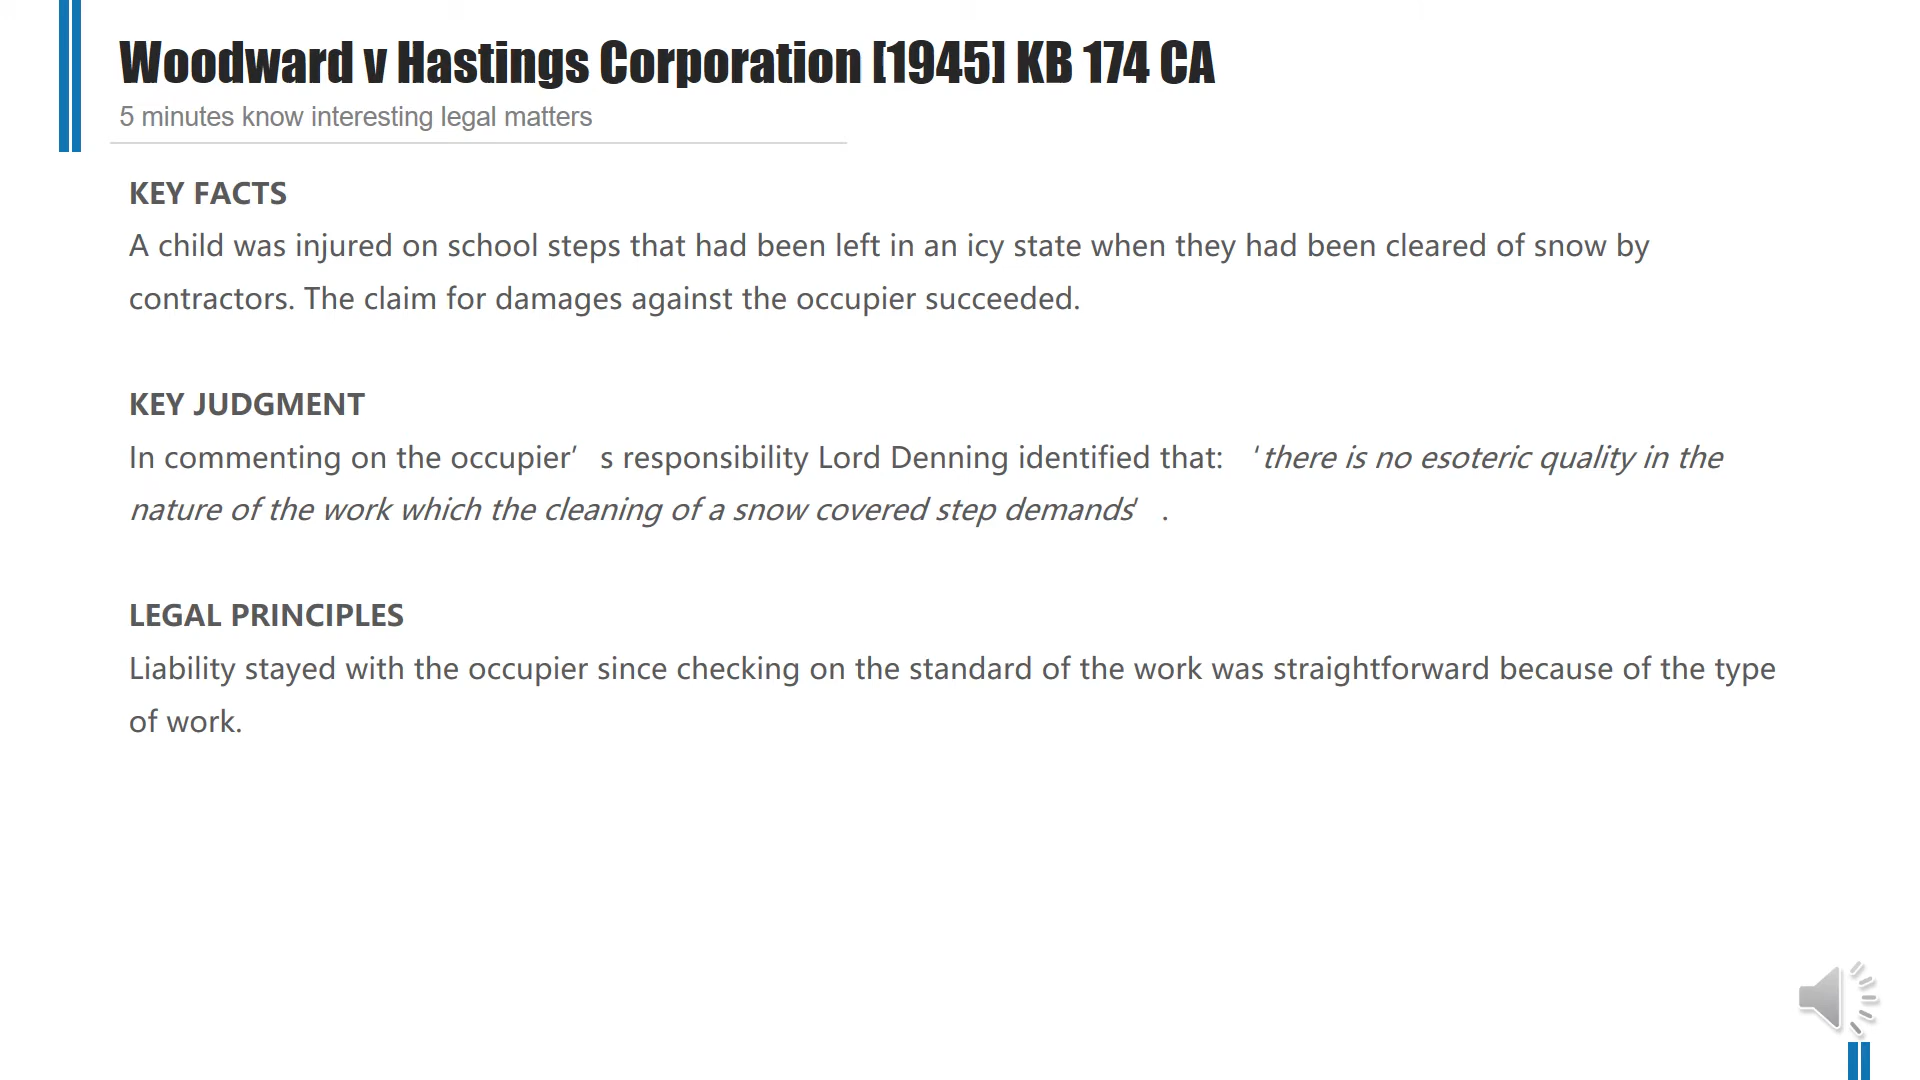 Woodward v Hastings Corporation [1945] KB 174 CA
5 minutes know interesting legal matters
KEY FACTS
A child was injured on school steps that had been left in an icy state when they had been cleared of snow by
contractors. The claim for damages against the occupier succeeded.
KEY JUDGMENT
In commenting on the occupier’s responsibility Lord Denning identified that: ‘there is no esoteric quality in the
nature of the work which the cleaning of a snow covered step demands’.
LEGAL PRINCIPLES
Liability stayed with the occupier since checking on the standard of the work was straightforward because of the type
of work.